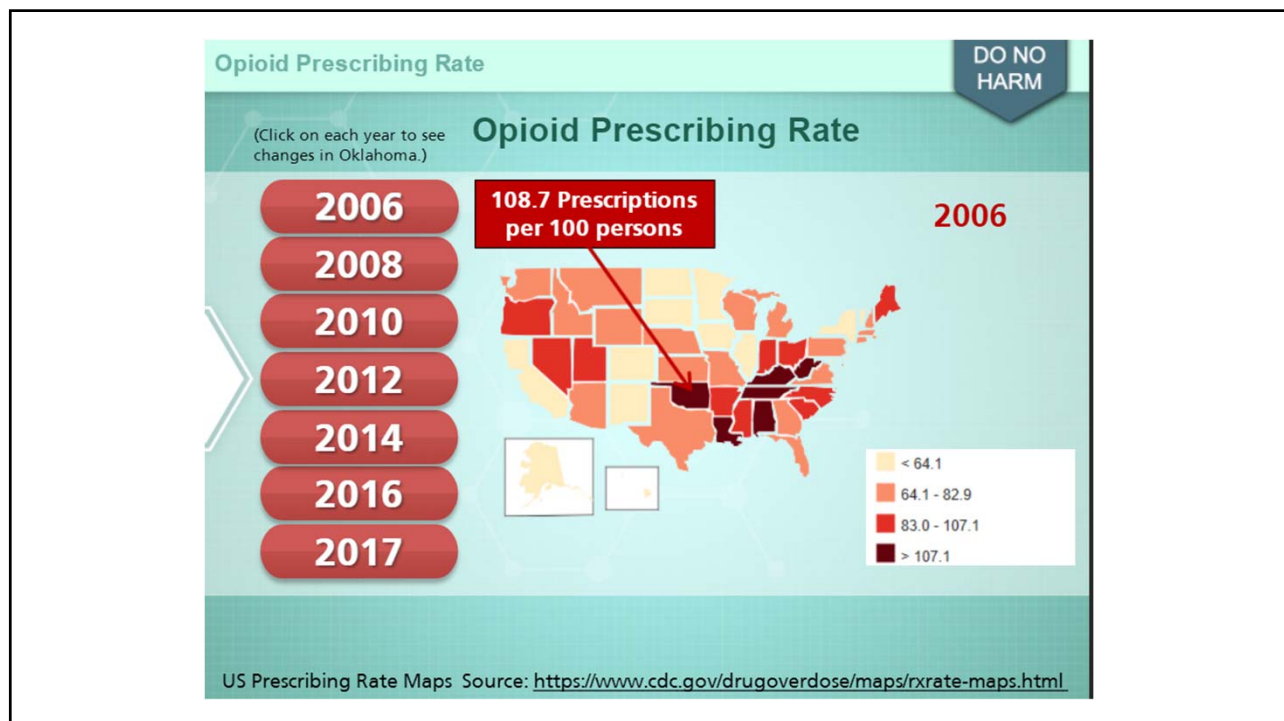 Opioid Prescribing Rate
DO NO
HARM
(Click on each year to see
changes in Oklahoma.)
Opioid Prescribing Rate
2006
2008
2010
2012
2014
2016
2017
108.7 Prescriptions
per 100 persons
2006
< 64.1
64.1 - 82.9
83.0 - 107.1
> 107.1
US Prescribing Rate Maps Source: https://www.cdc.gov/drugoverdose/maps/rxrate-maps.html